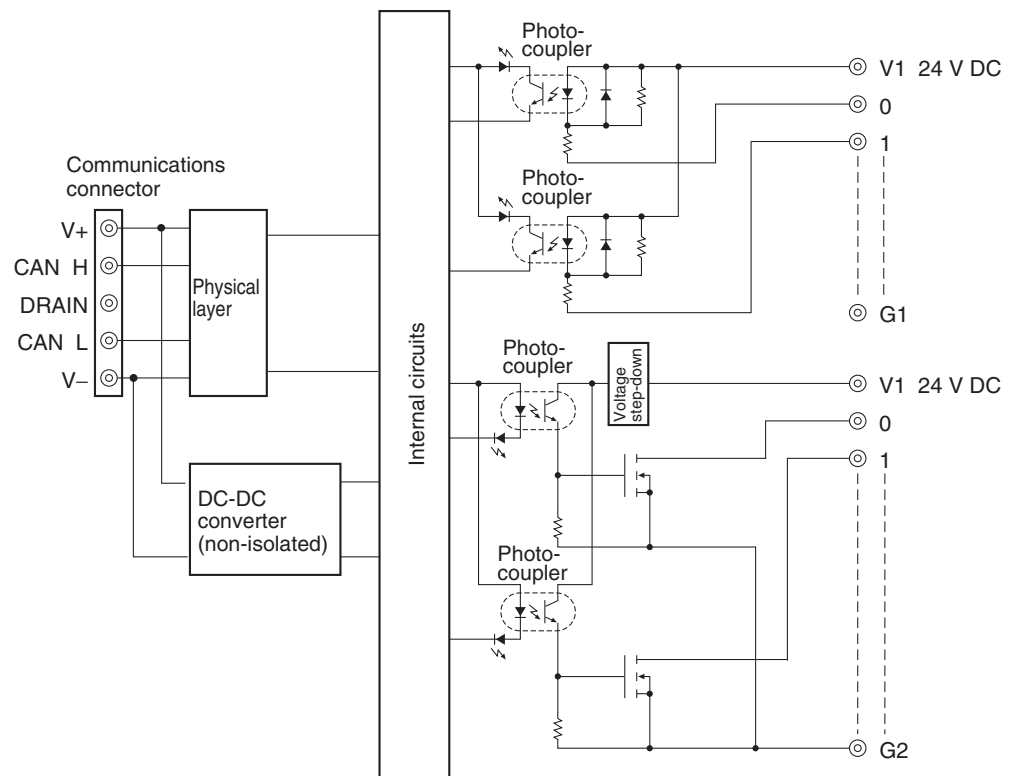 Photo-
coupler
V1 24 V DC
0
1
Photo-
coupler
G1
Communications
connector
V+
CAN H
DRAIN
CAN L
V–
Physical
layer
Internal circuits
DC-DC
converter
(non-isolated)
Photo-
coupler
Voltage
step-down
V1 24 V DC
0
1
Photo-
coupler
G2